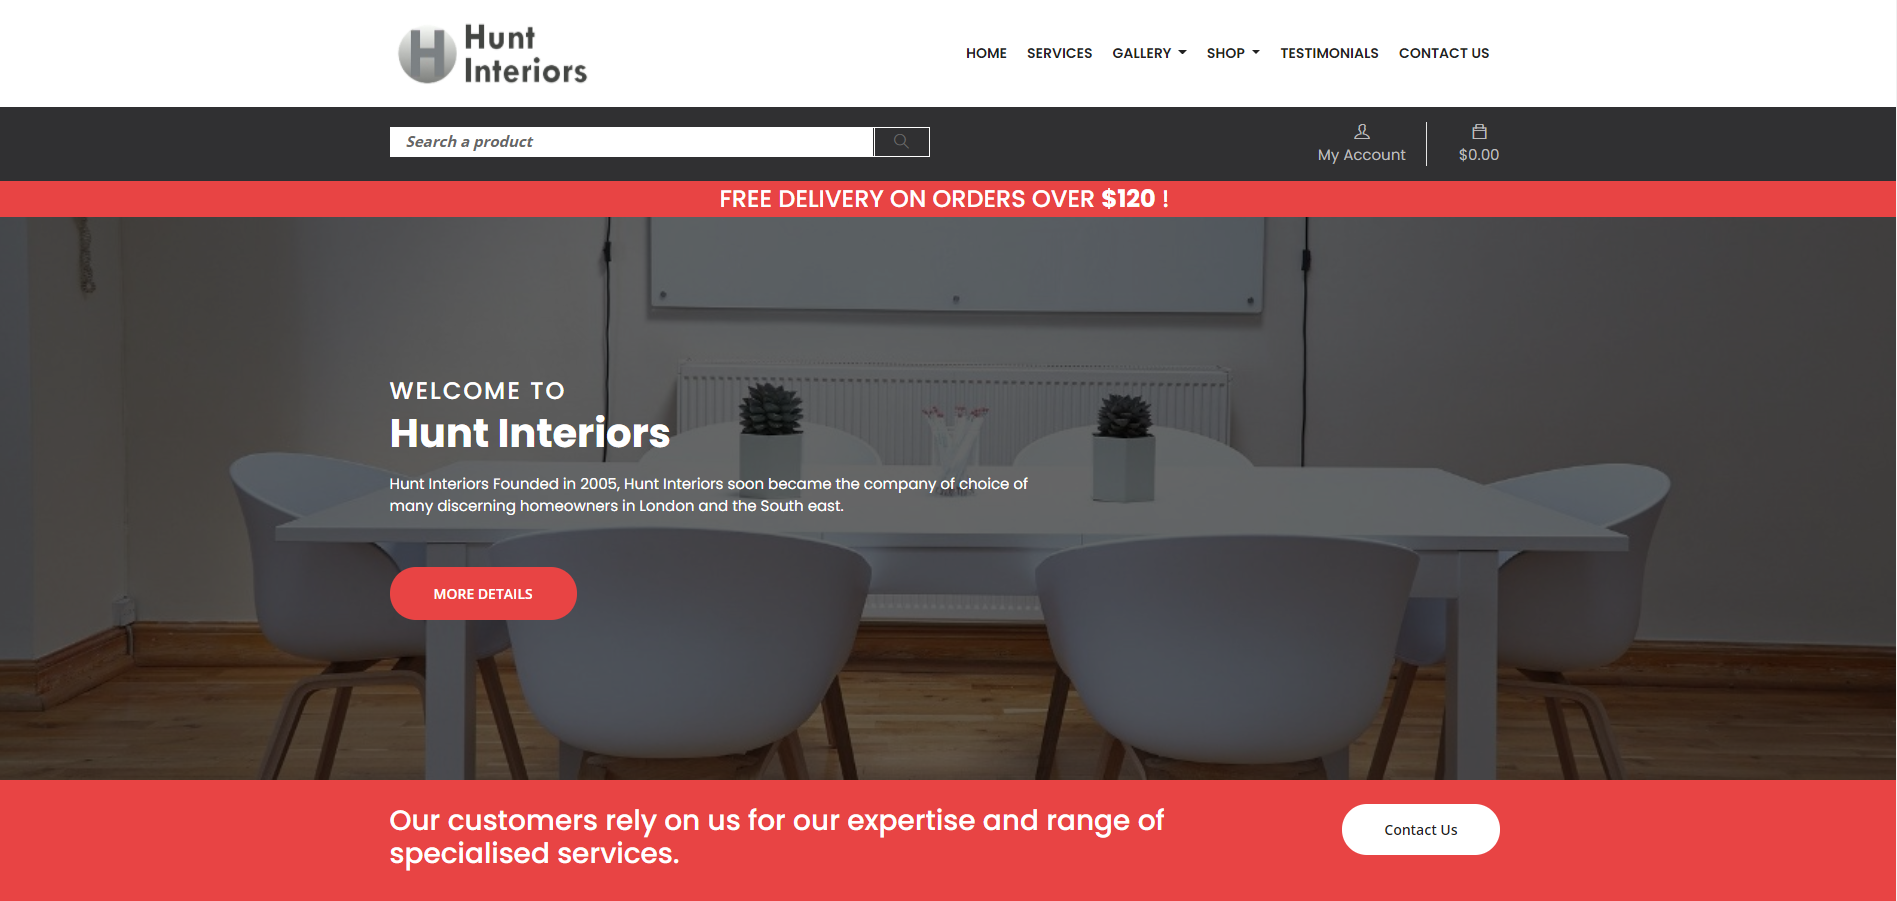 H Hunt
Interiors
HOME SERVICES GALLERY SHOP TESTIMONIALS CONTACT US
Search a product
My Account
$0.00
FREE DELIVERY ON ORDERS OVER $120 !
WELCOME TO
Hunt Interiors
Hunt Interiors Founded in 2005, Hunt Interiors soon became the company of choice of
many discerning homeowners in London and the South east.
MORE DETAILS
Our customers rely on us for our expertise and range of
specialised services.
Contact Us